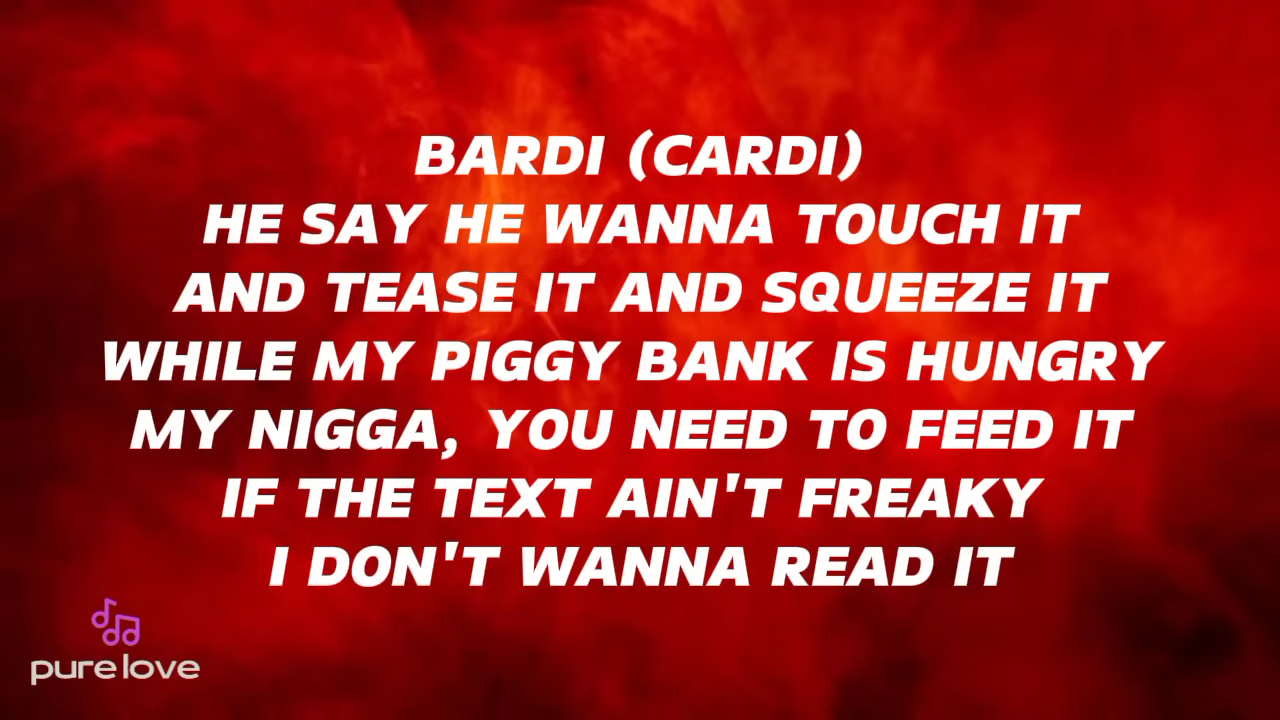 BARDI (CARDI)
HE SAY HE WANNA TOUCH IT
AND TEASE IT AND SQUEEZE IT
WHILE MY PIGGY BANK IS HUNGRY
MY NIGGA, YOU NEED TO FEED IT
IF THE TEXT AIN'T FREAKY
I DON'T WANNA READ IT
pure love